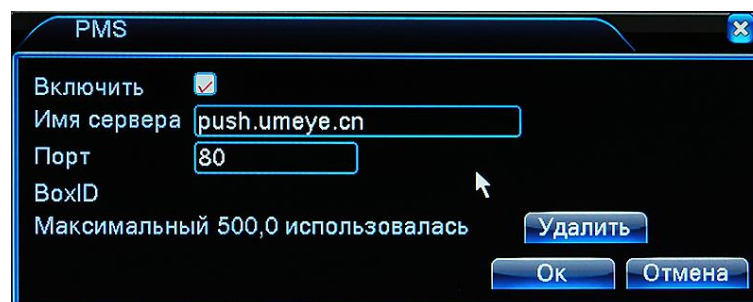 PMS
Включить
Имя сервера push.umeye.cn
Порт 80
BoxID
Максимальный 500,0 использовалась Удалить
Ок Отмена